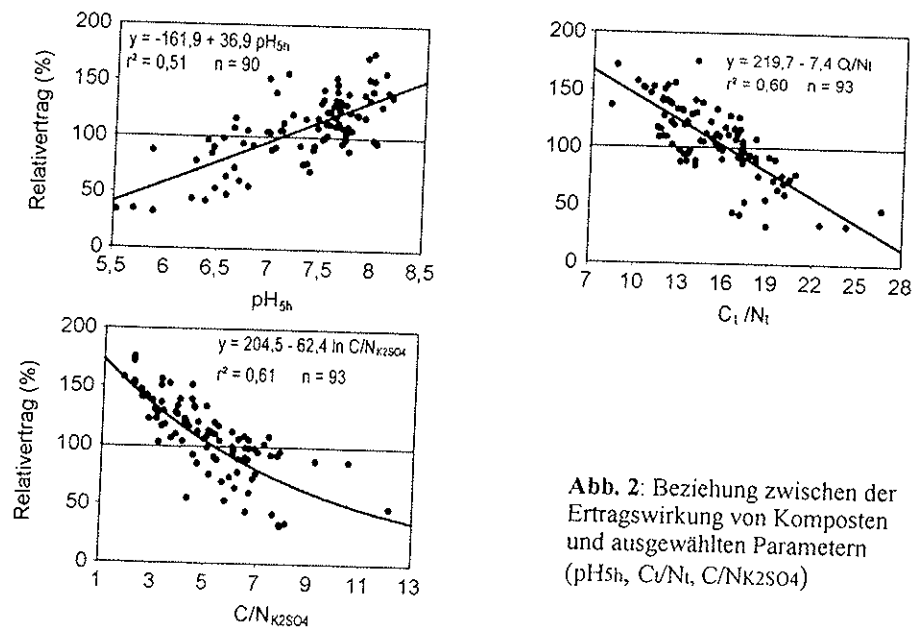 200
150
100
50
0
Relativertrag (%)
y = -161,9 + 36,9 pH5h
r² = 0,51 n = 90
5,5 6 6,5 7 7,5 8 8,5
pH5h
200
150
100
50
0
y = 219,7 - 7,4 Q/Nt
r² = 0,60 n = 93
7 10 13 16 19 22 25 28
Ct /Nt
200
150
100
50
0
Relativertrag (%)
y = 204,5 - 62,4 ln C/NK2SO4
r² = 0,61 n = 93
1 3 5 7 9 11 13
C/NK2SO4
Abb. 2: Beziehung zwischen der
Ertragswirkung von Komposten
und ausgewählten Parametern
(pH5h, Ct/Nt, C/NK2SO4)